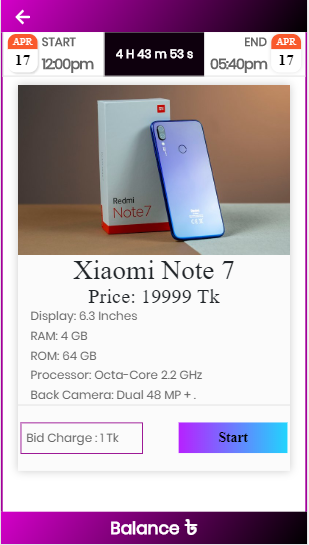 APR
17
START
12:00pm
4 H 43 m 53 s
END
05:40pm
APR
17
Redmi
Note7
Xiaomi Note 7
Price: 19999 Tk
Display: 6.3 Inches
RAM: 4 GB
ROM: 64 GB
Processor: Octa-Core 2.2 GHz
Back Camera: Dual 48 MP + .
Bid Charge : 1 Tk
Start
Balance ৳